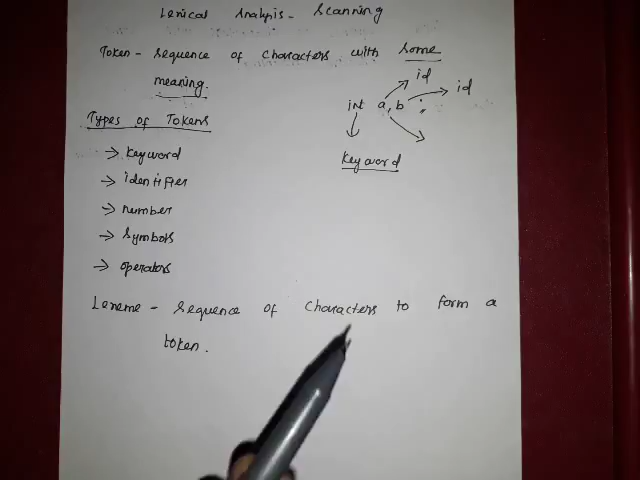 Lexical Analysis - Scanning
Token - Sequence of characters with some
meaning.
id
id
int a, b ;
Types of Tokens
keyword
→ keyword
→ identifier
→ number
→ symbols
→ operators
Lexeme - Sequence of characters to form a
token.